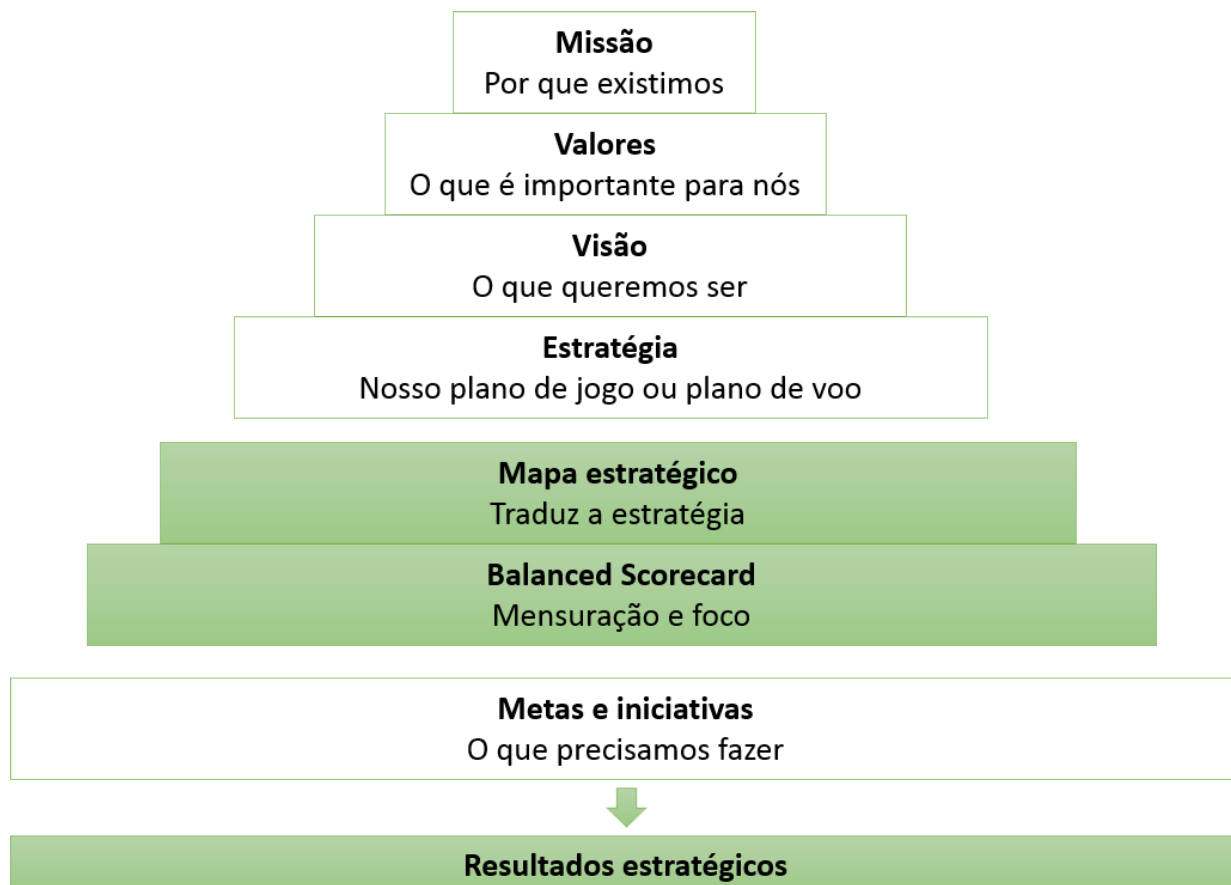 Missão
Por que existimos
Valores
O que é importante para nós
Visão
O que queremos ser
Estratégia
Nosso plano de jogo ou plano de voo
Mapa estratégico
Traduz a estratégia
Balanced Scorecard
Mensuração e foco
Metas e iniciativas
O que precisamos fazer
Resultados estratégicos